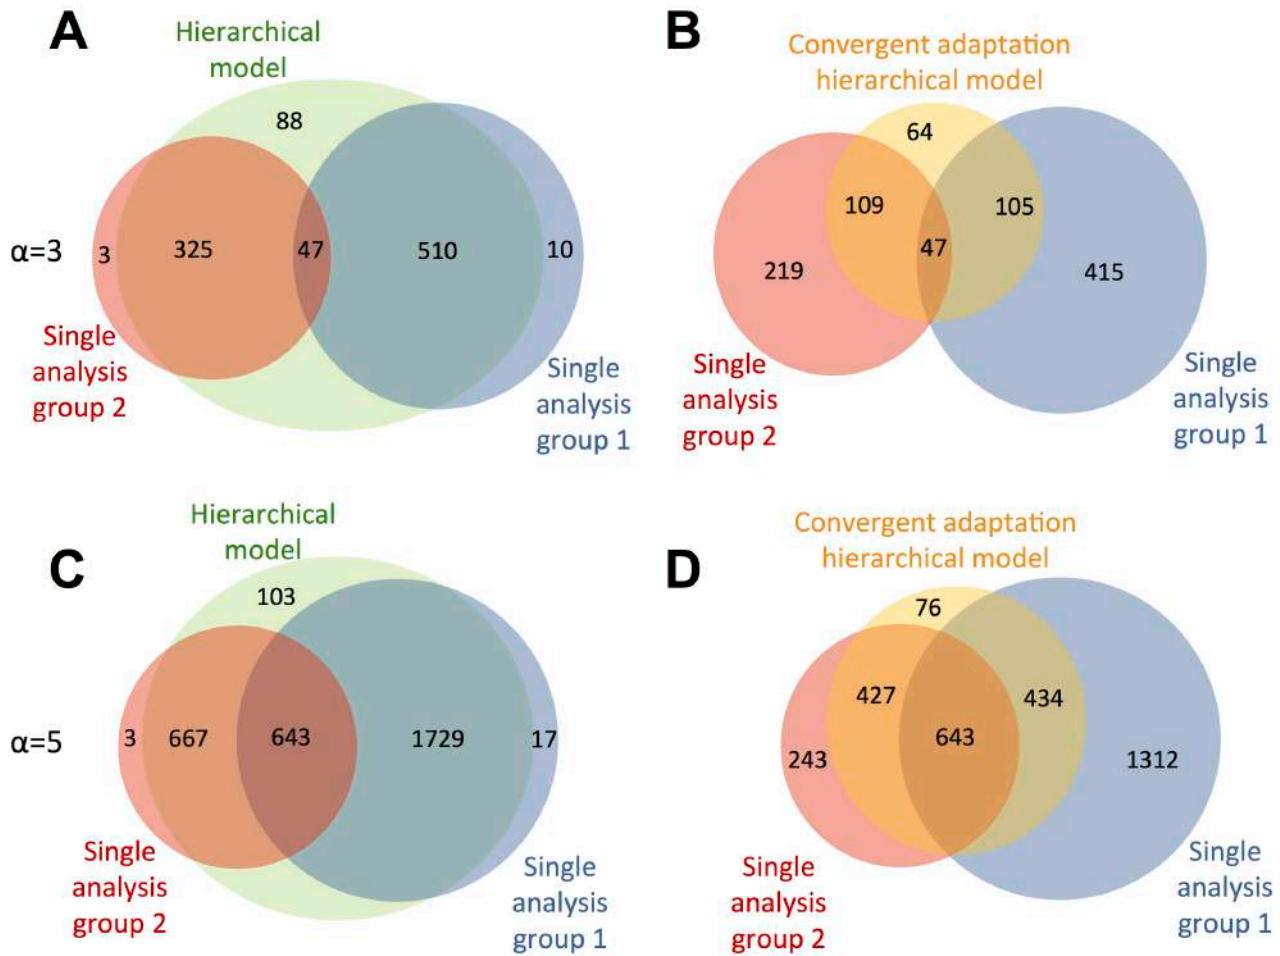 A
Hierarchical
model
88
α=3
3
325
47
510
10
Single
analysis
group 2
Single
analysis
group 1
B
Convergent adaptation
hierarchical model
64
109
105
47
219
415
Single
analysis
group 2
Single
analysis
group 1
C
Hierarchical
model
103
α=5
3
667
643
1729
17
Single
analysis
group 2
Single
analysis
group 1
D
Convergent adaptation
hierarchical model
76
427
434
643
243
1312
Single
analysis
group 2
Single
analysis
group 1